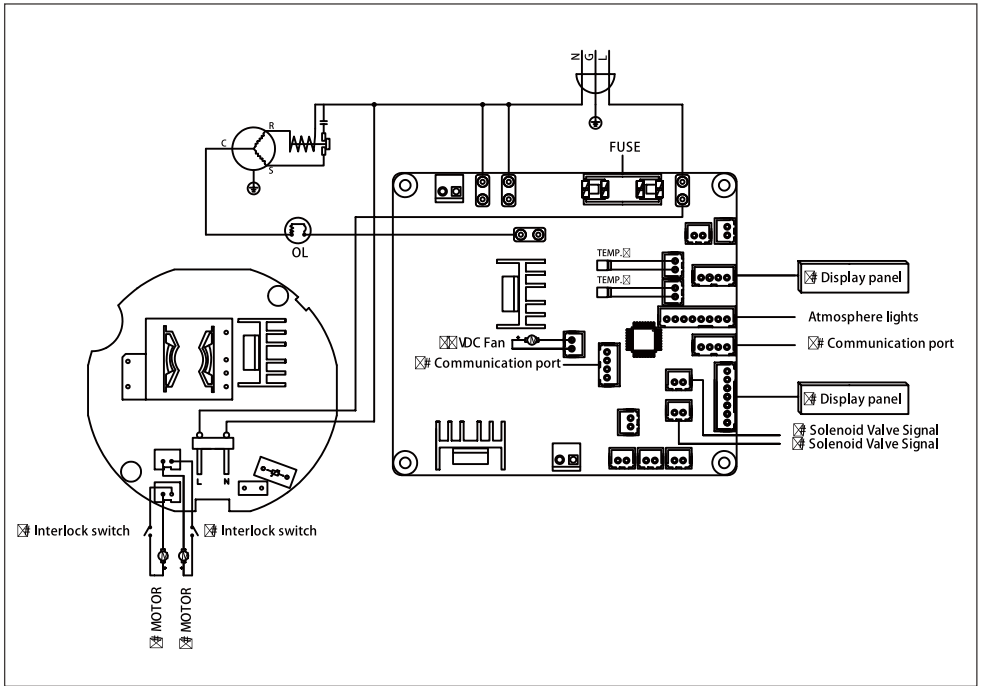 N
G
L
R
C
S
FUSE
OL
TEMP.☒
TEMP.☒
☒# Display panel
Atmosphere lights
☒☒VDC Fan
☒# Communication port
☒# Communication port
☒# Display panel
☒# Solenoid Valve Signal
☒# Solenoid Valve Signal
L N
☒# Interlock switch
☒# Interlock switch
☒# MOTOR
☒# MOTOR